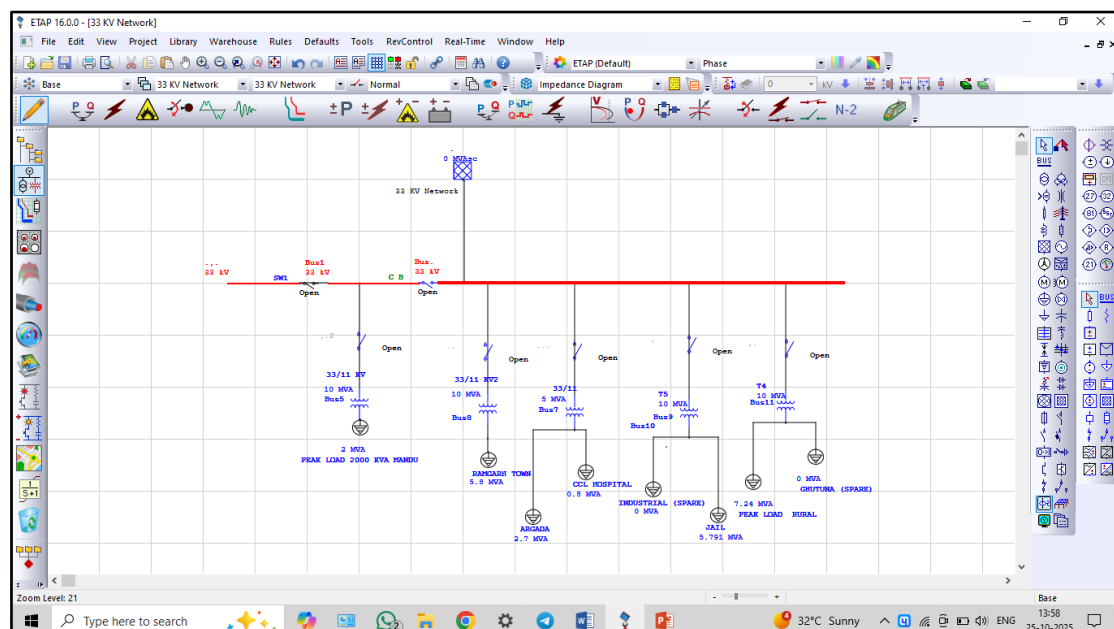 ETAP 16.0.0 - [33 KV Network]
File Edit View Project Library Warehouse Rules Defaults Tools RevControl Real-Time Window Help
ETAP (Default) Phase
Base 33 KV Network 33 KV Network Normal Impedance Diagram 0 kV
P Q ±P P Q V P Q N-2
0 MVAsc
33 KV Network
Bus1 Bus.
33 kV 33 kV 33 kV
SW1 C B
Open Open
Open Open Open Open Open
33/11 KV 33/11 KV2 33/11 T5 T4
10 MVA 10 MVA 5 MVA 10 MVA 10 MVA
Bus5 Bus8 Bus7 Bus9 Bus11
Bus10
2 MVA
PEAK LOAD 2000 KVA MANDU
RAMGARH TOWN
5.8 MVA
CCL HOSPITAL
0.8 MVA
ARGADA
2.7 MVA
INDUSTRIAL (SPARE)
0 MVA
JAIL
5.791 MVA
7.24 MVA
PEAK LOAD RURAL
0 MVA
GHUTUNA (SPARK)
BUS
BUS
Zoom Level: 21 Base
Type here to search
32°C Sunny ENG
13:58
25-10-2025